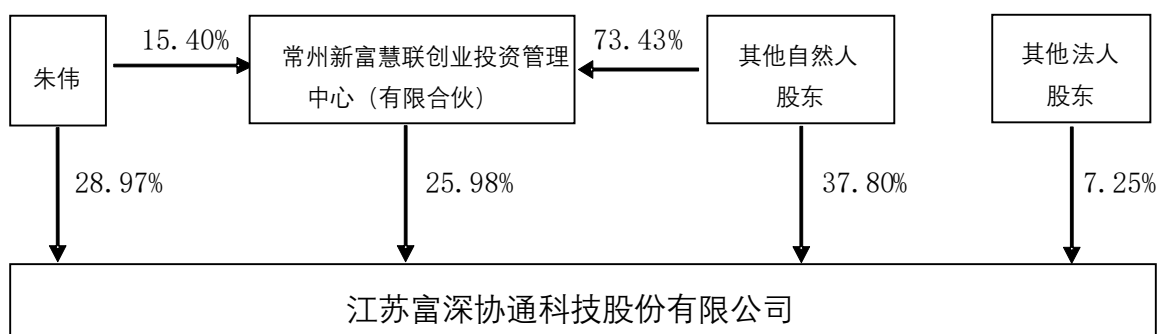 朱伟
15.40%
常州新富慧联创业投资管理
中心（有限合伙）
73.43%
其他自然人
股东
其他法人
股东
28.97%
25.98%
37.80%
7.25%
江苏富深协通科技股份有限公司